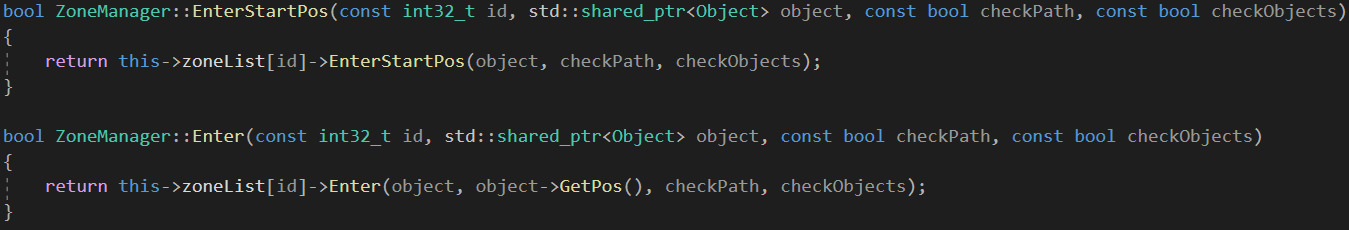 bool ZoneManager::EnterStartPos(const int32_t id, std::shared_ptr<Object> object, const bool checkPath, const bool checkObjects)
{
    return this->zoneList[id]->EnterStartPos(object, checkPath, checkObjects);
}

bool ZoneManager::Enter(const int32_t id, std::shared_ptr<Object> object, const bool checkPath, const bool checkObjects)
{
    return this->zoneList[id]->Enter(object, object->GetPos(), checkPath, checkObjects);
}